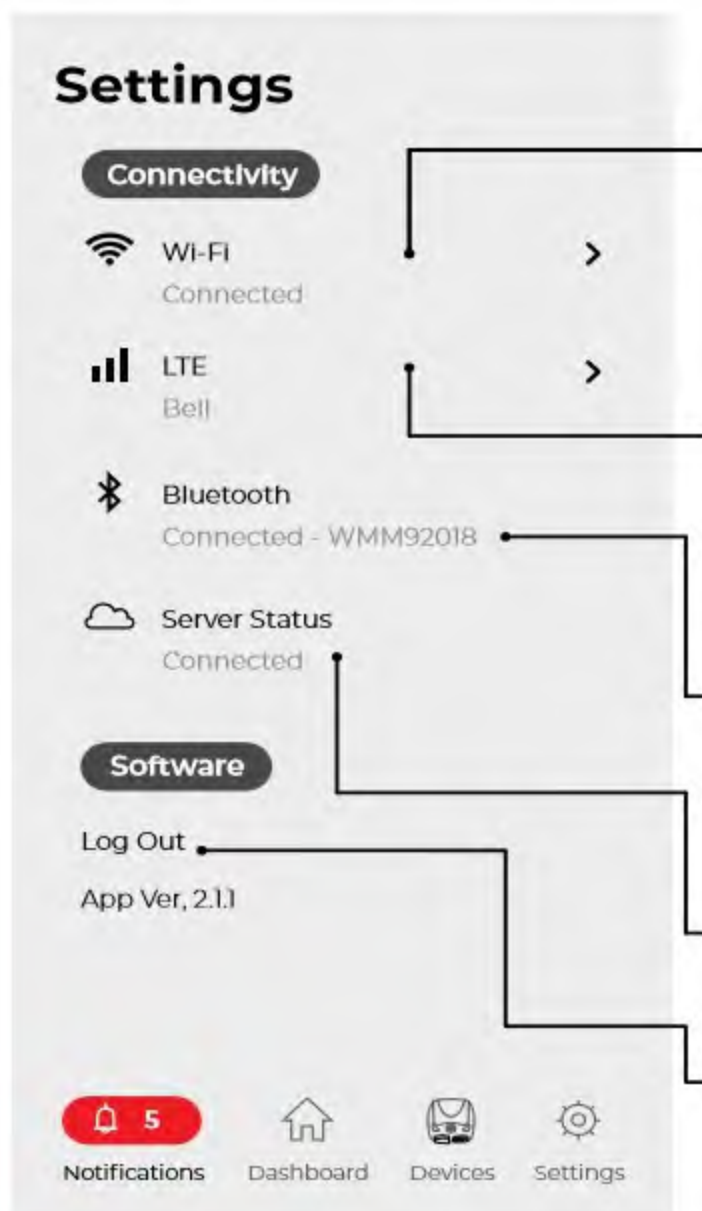 Settings
Connectivity
Wi-Fi
Connected
LTE
Bell
Bluetooth
Connected - WMM92018
Server Status
Connected
Software
Log Out
App Ver, 2.1.1
5
Notifications Dashboard Devices Settings